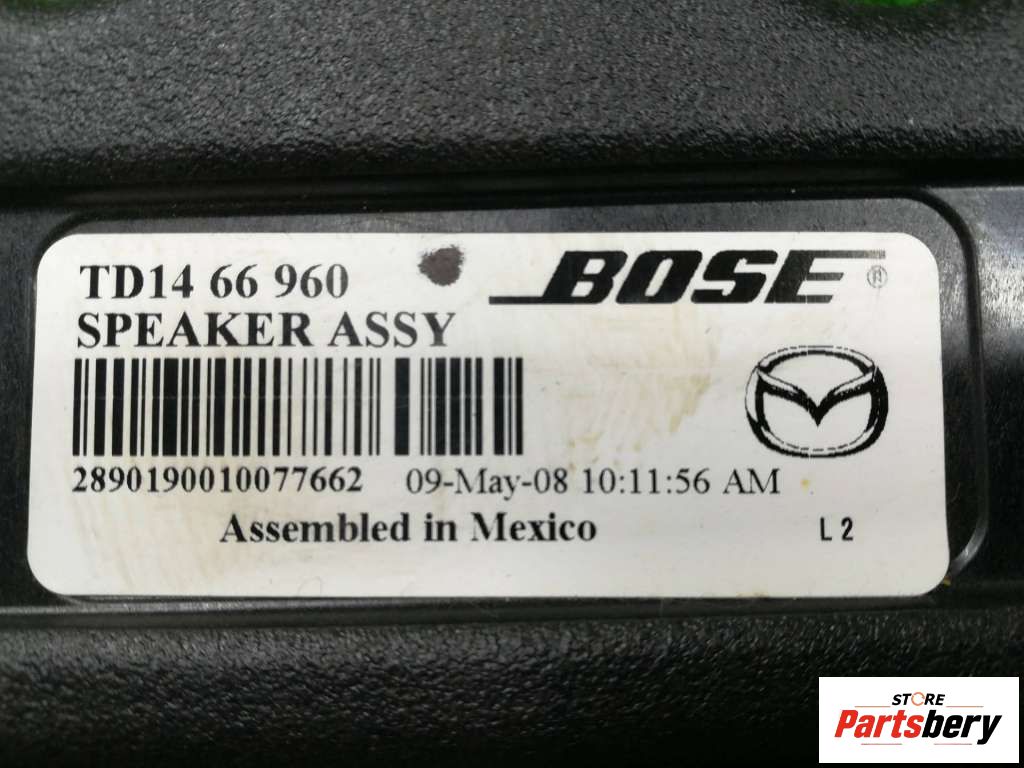 TD14 66 960
BOSE®
SPEAKER ASSY
2890190010077662 09-May-08 10:11:56 AM
Assembled in Mexico L2
STORE
Partsbery